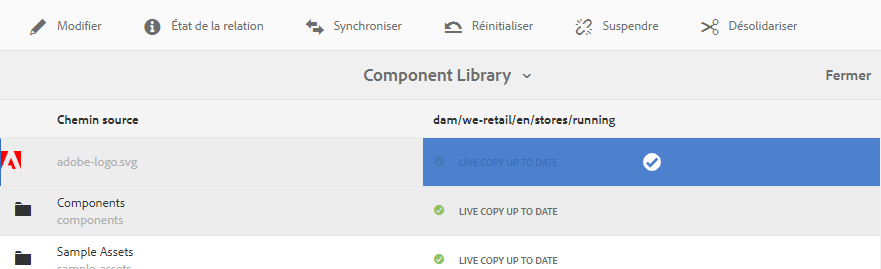 Modifier État de la relation Synchroniser Réinitialiser Suspendre Désolidariser
Component Library Fermer
Chemin source dam/we-retail/en/stores/running
adobe-logo.svg LIVE COPY UP TO DATE
Components
components LIVE COPY UP TO DATE
Sample Assets
sample-assets LIVE COPY UP TO DATE